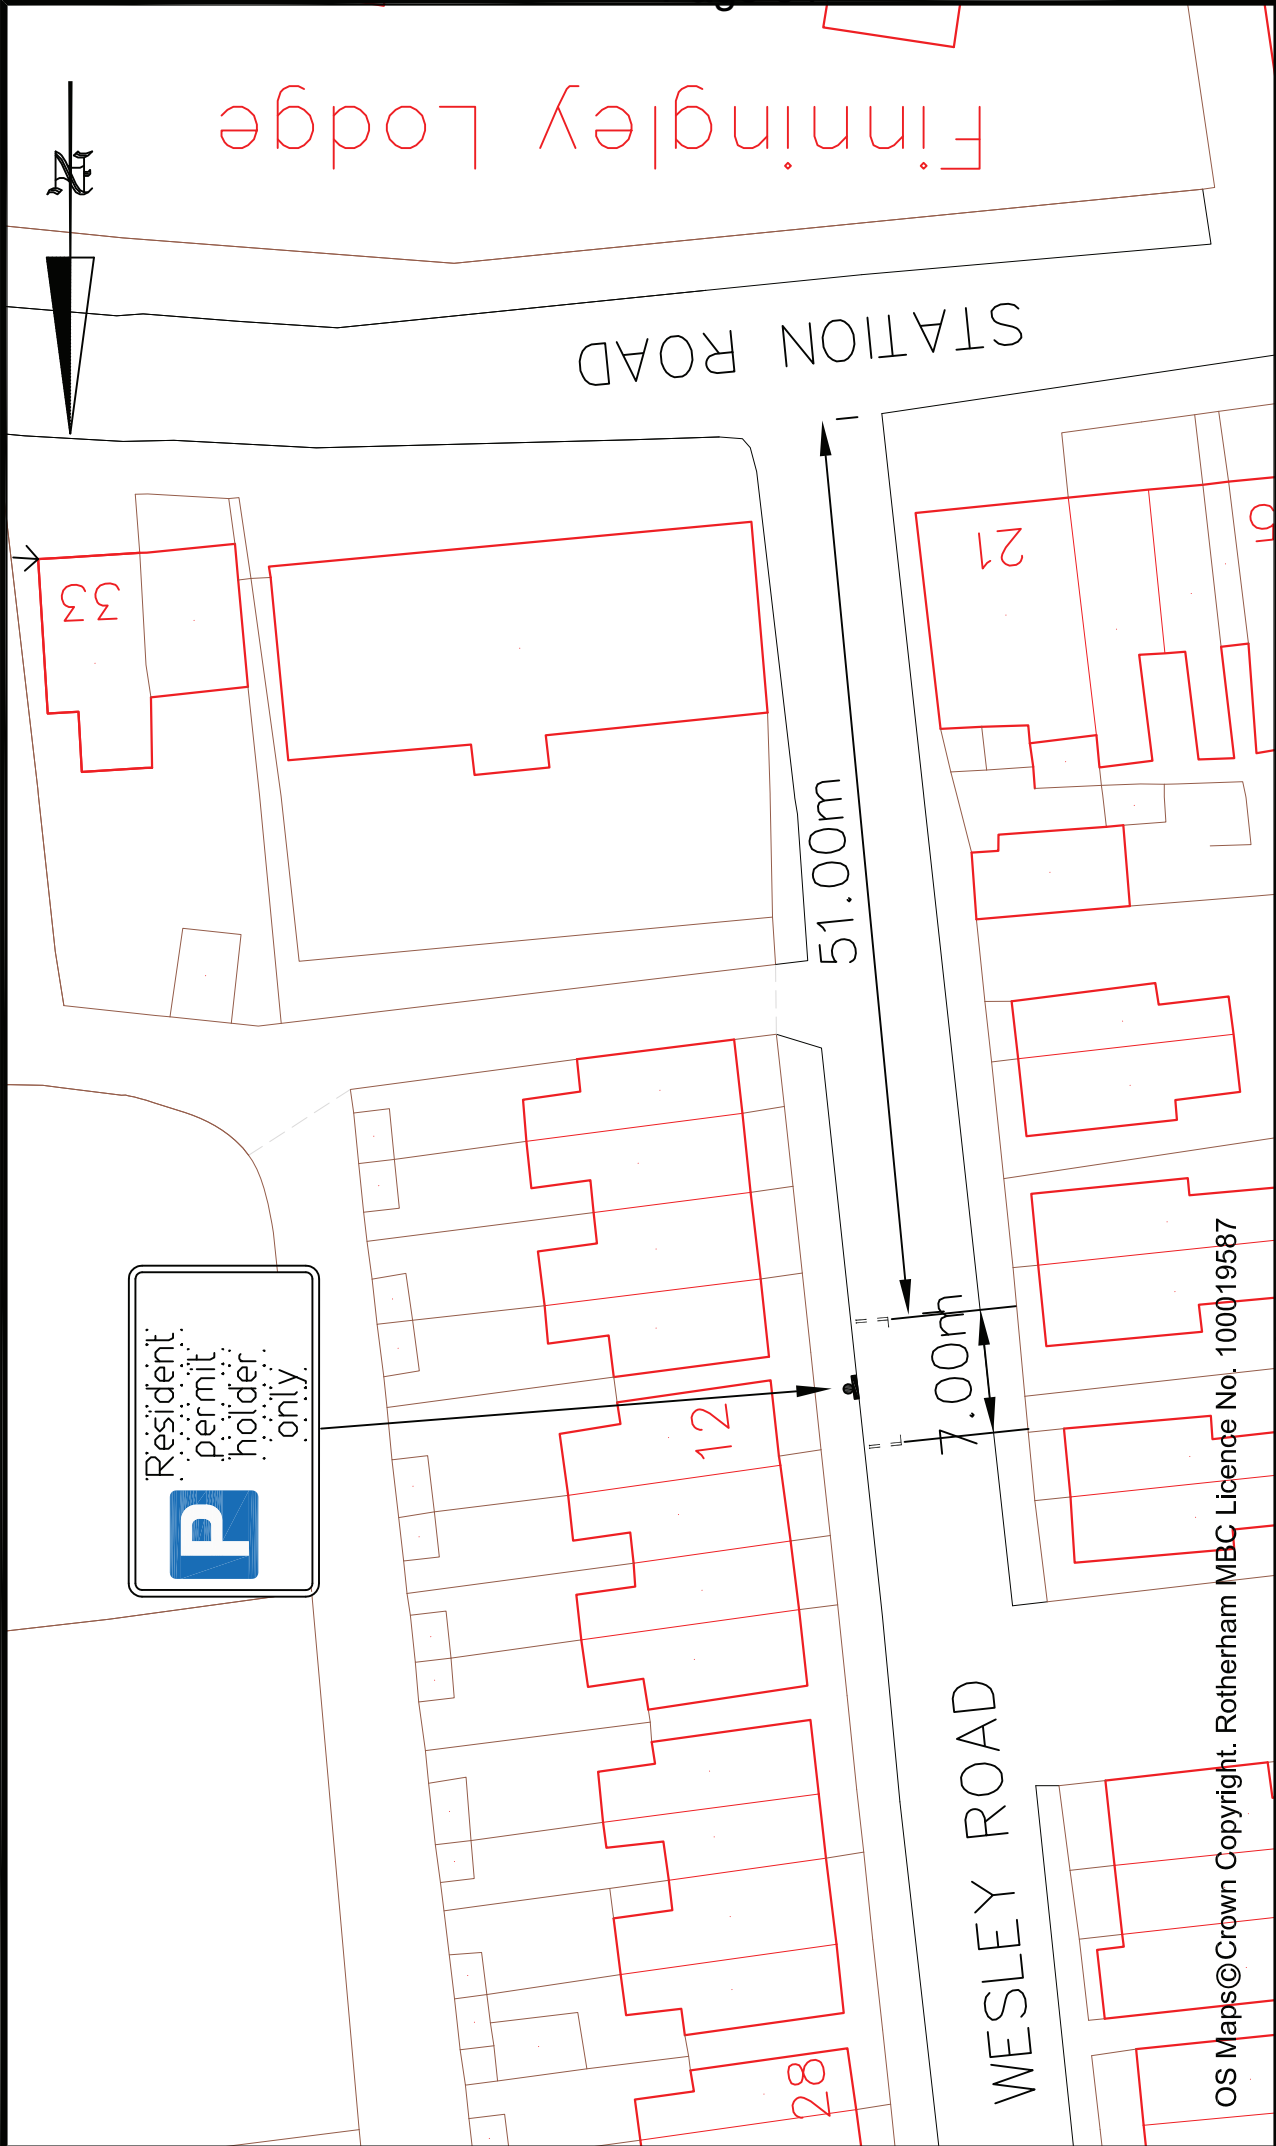 Finningley Lodge
N
STATION ROAD
33
21
51.00m
7.00m
Resident
permit
holder
only
P
12
28
WESLEY ROAD
OS Maps©Crown Copyright. Rotherham MBC Licence No. 100019587